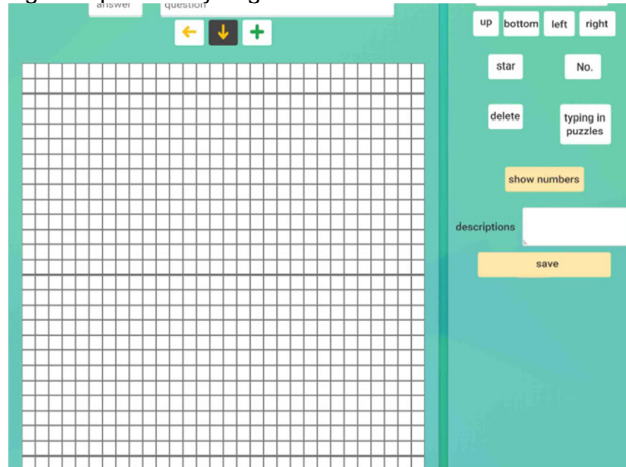 answer question
up bottom left right
star No.
delete typing in
puzzles
show numbers
descriptions
save